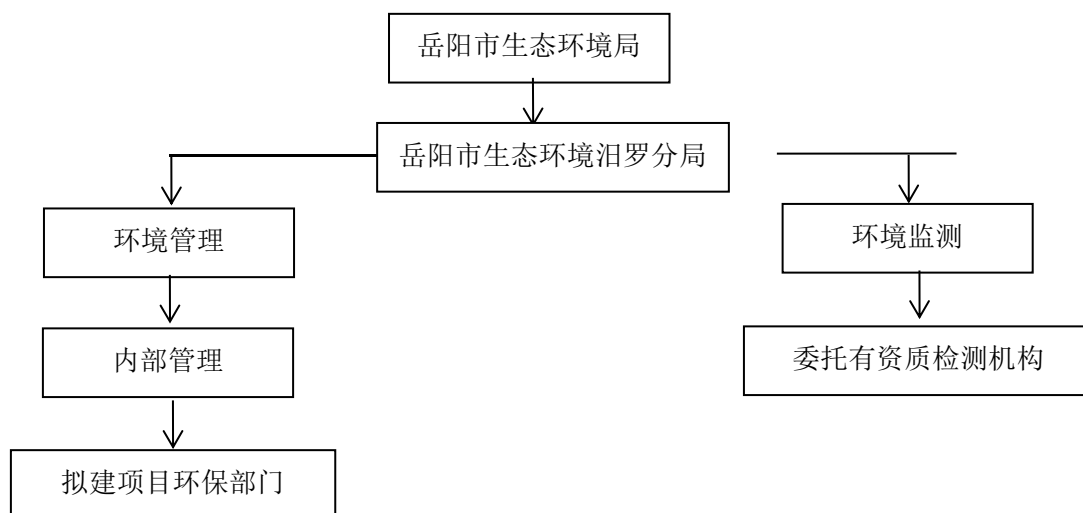 岳阳市生态环境局
岳阳市生态环境汨罗分局
环境管理
环境监测
内部管理
委托有资质检测机构
拟建项目环保部门